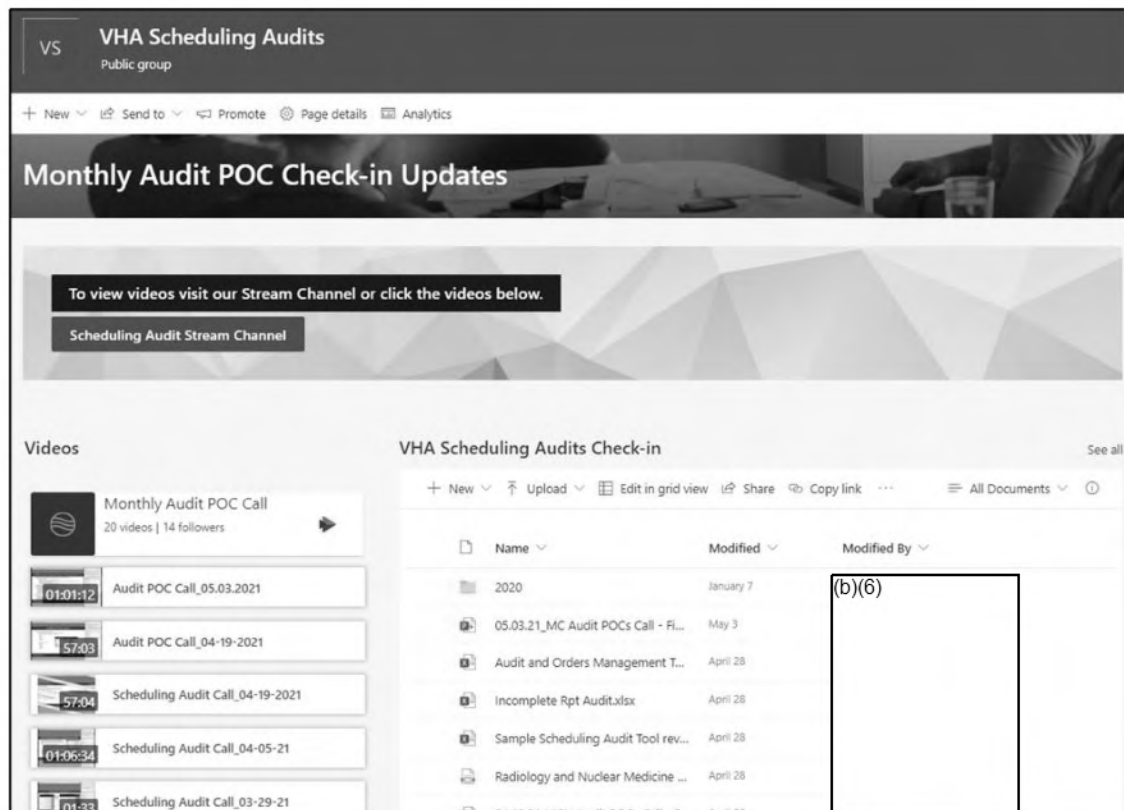 VS
VHA Scheduling Audits
Public group
+ New Send to Promote Page details Analytics
Monthly Audit POC Check-in Updates
To view videos visit our Stream Channel or click the videos below.
Scheduling Audit Stream Channel
Videos
Monthly Audit POC Call
20 videos | 14 followers
01:01:12 Audit POC Call_05.03.2021
57:03 Audit POC Call_04-19-2021
57:04 Scheduling Audit Call_04-19-2021
01:06:34 Scheduling Audit Call_04-05-21
01:33 Scheduling Audit Call_03-29-21
VHA Scheduling Audits Check-in
See all
+ New Upload Edit in grid view Share Copy link ... All Documents
Name Modified Modified By
2020 January 7 (b)(6)
05.03.21_MC Audit POCs Call - Fi... May 3
Audit and Orders Management T... April 28
Incomplete Rpt Audit.xlsx April 28
Sample Scheduling Audit Tool rev... April 28
Radiology and Nuclear Medicine ... April 28